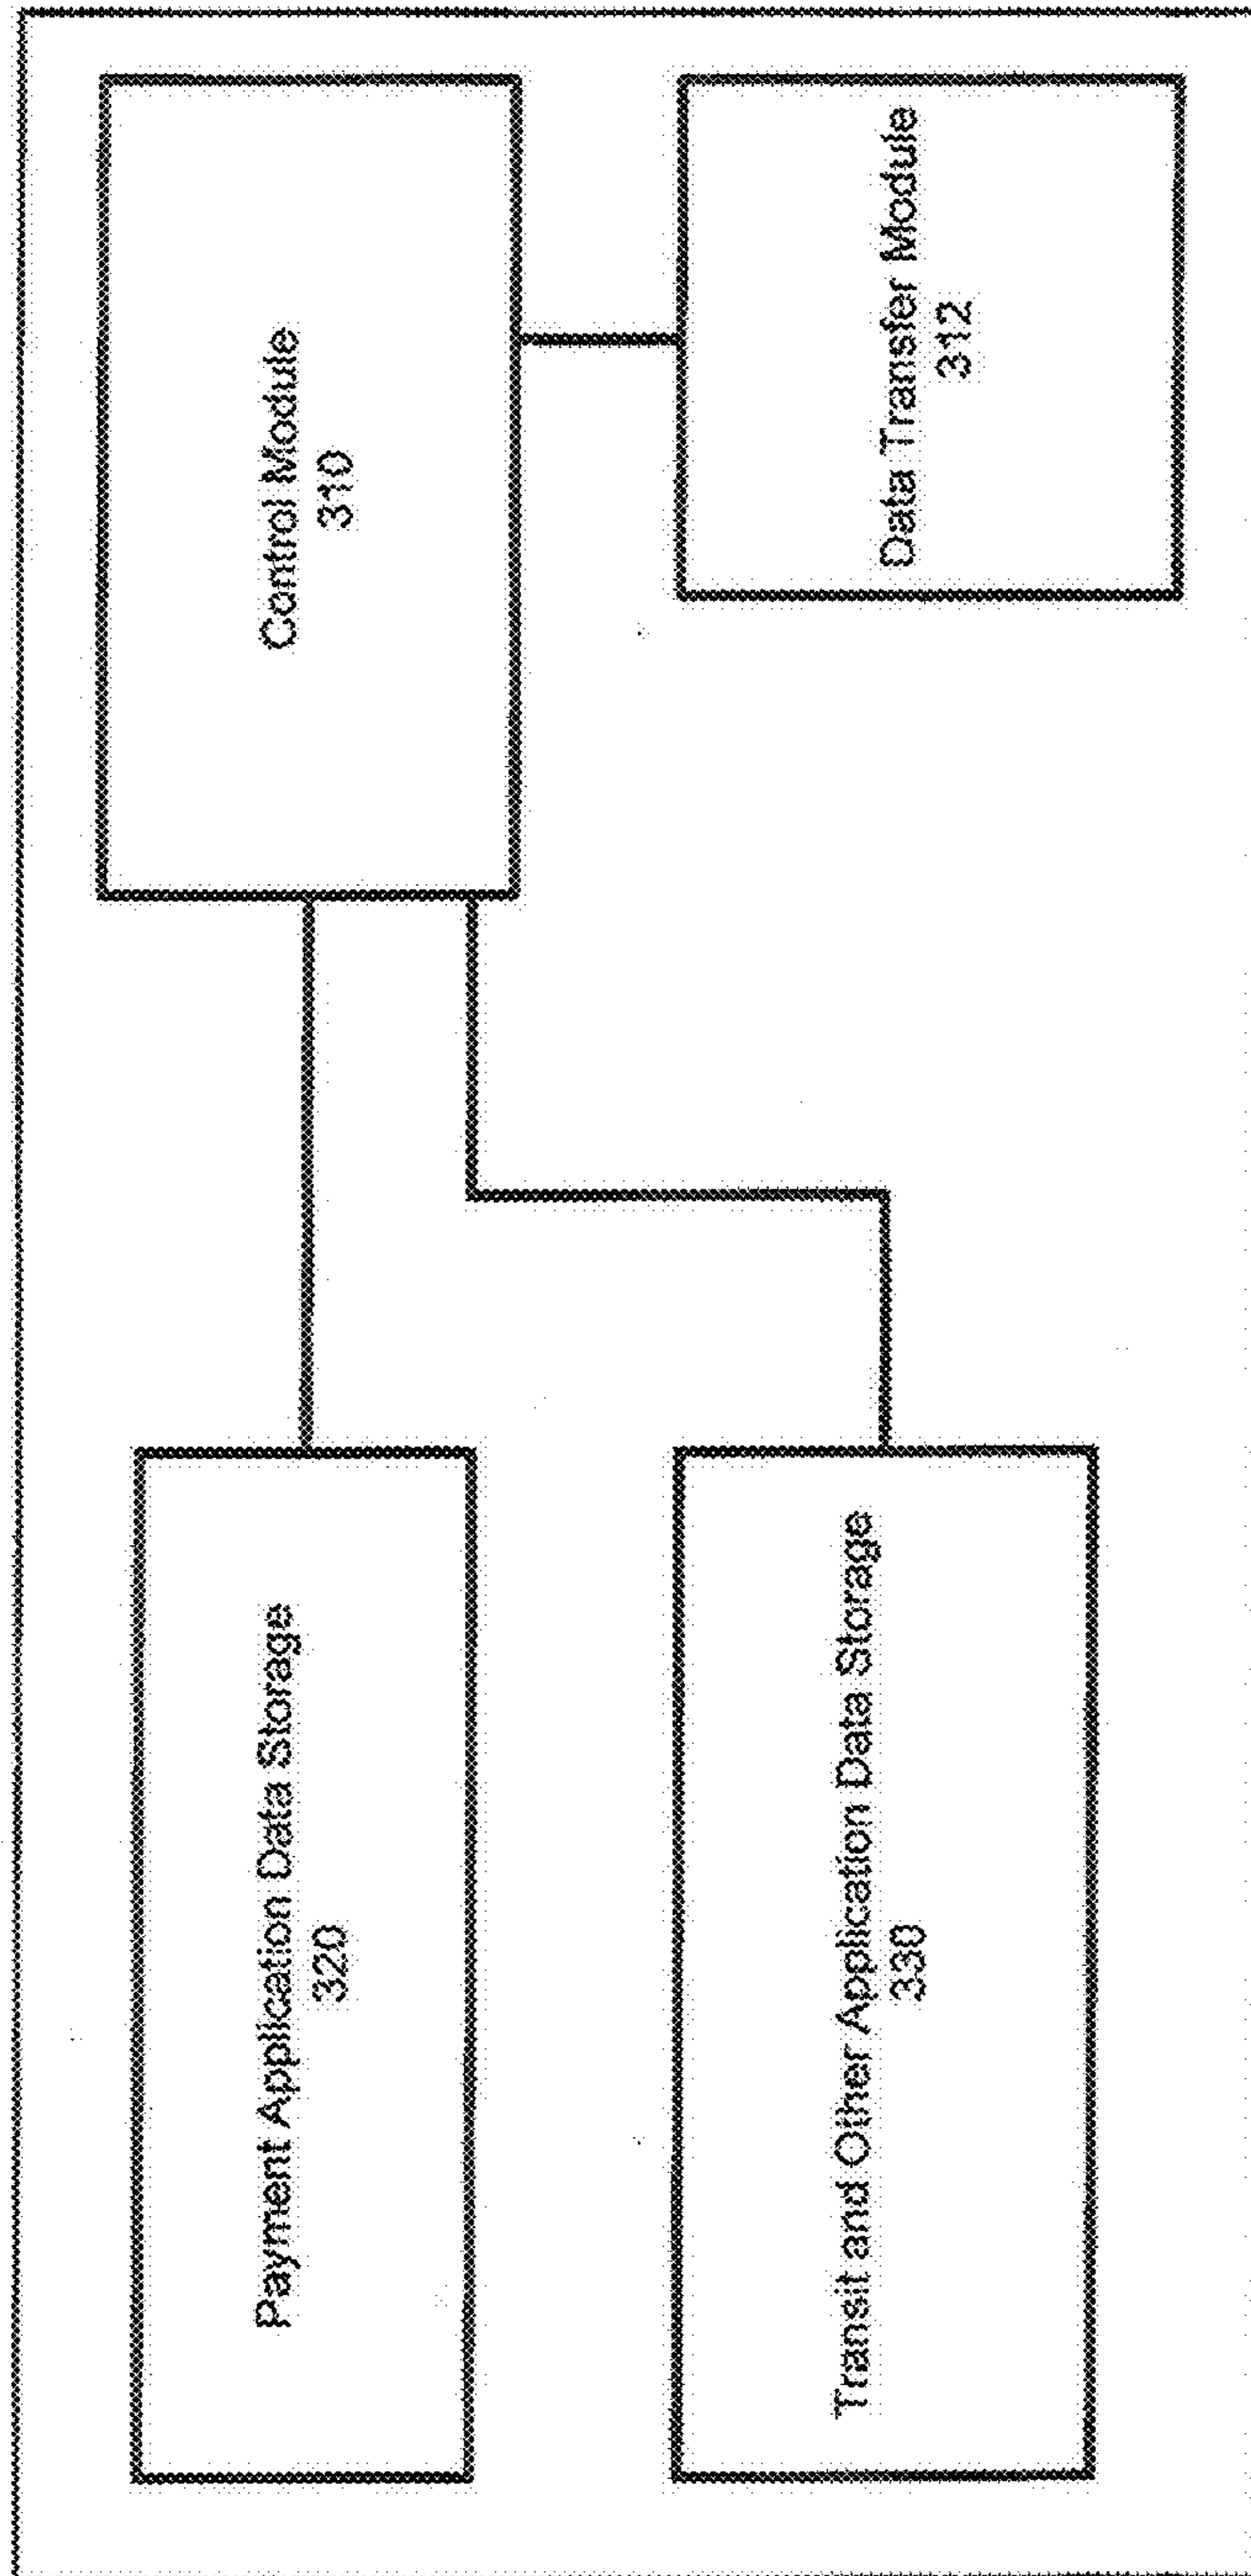 Payment Application Data Storage
320
Control Module
310
Transit and Other Application Data Storage
330
Data Transfer Module
312